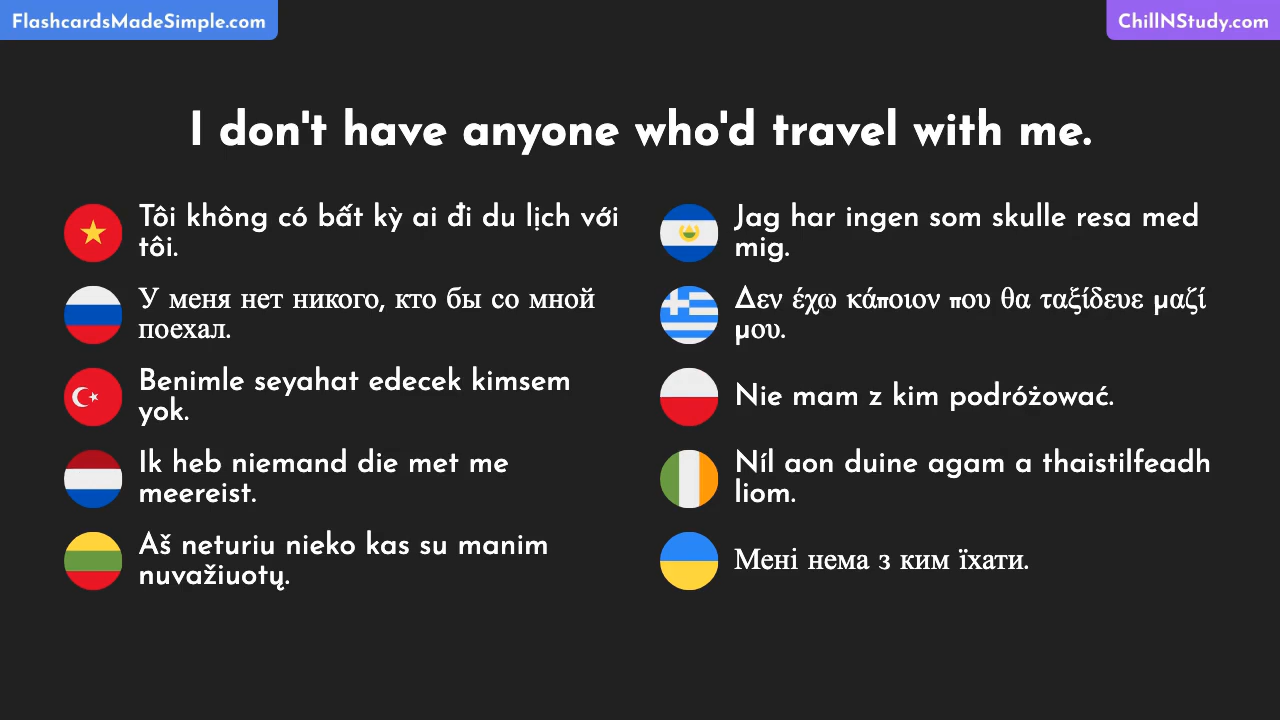 FlashcardsMadeSimple.com
ChillNStudy.com
I don't have anyone who'd travel with me.
Tôi không có bất kỳ ai đi du lịch với
tôi.
У меня нет никого, кто бы со мной
поехал.
Benimle seyahat edecek kimsem
yok.
Ik heb niemand die met me
meereist.
Aš neturiu nieko kas su manim
nuvažiuotų.
Jag har ingen som skulle resa med
mig.
Δεν έχω κάποιον που θα ταξίδευε μαζί
μου.
Nie mam z kim podróżować.
Níl aon duine agam a thaistilfeadh
liom.
Мені нема з ким їхати.